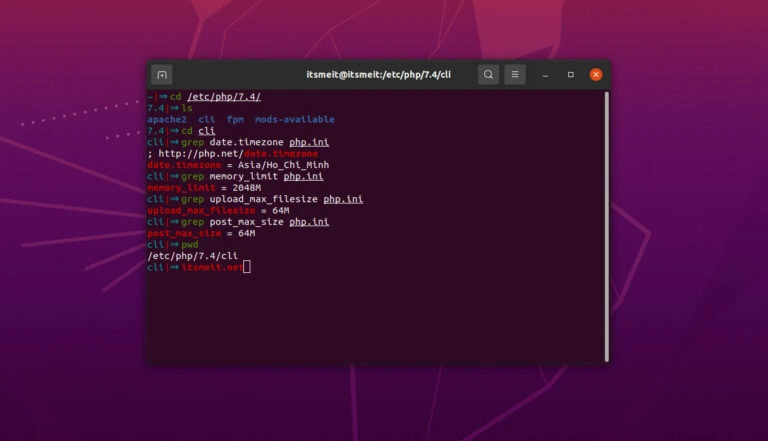 itsmeit@itsmeit:/etc/php/7.4/cli
~|⇒ cd /etc/php/7.4/
7.4|⇒ ls
apache2 cli fpm mods-available
7.4|⇒ cd cli
cli|⇒ grep date.timezone php.ini
; http://php.net/date.timezone
date.timezone = Asia/Ho_Chi_Minh
cli|⇒ grep memory_limit php.ini
memory_limit = 2048M
cli|⇒ grep upload_max_filesize php.ini
upload_max_filesize = 64M
cli|⇒ grep post_max_size php.ini
post_max_size = 64M
cli|⇒ pwd
/etc/php/7.4/cli
cli|⇒ itsmeit.net